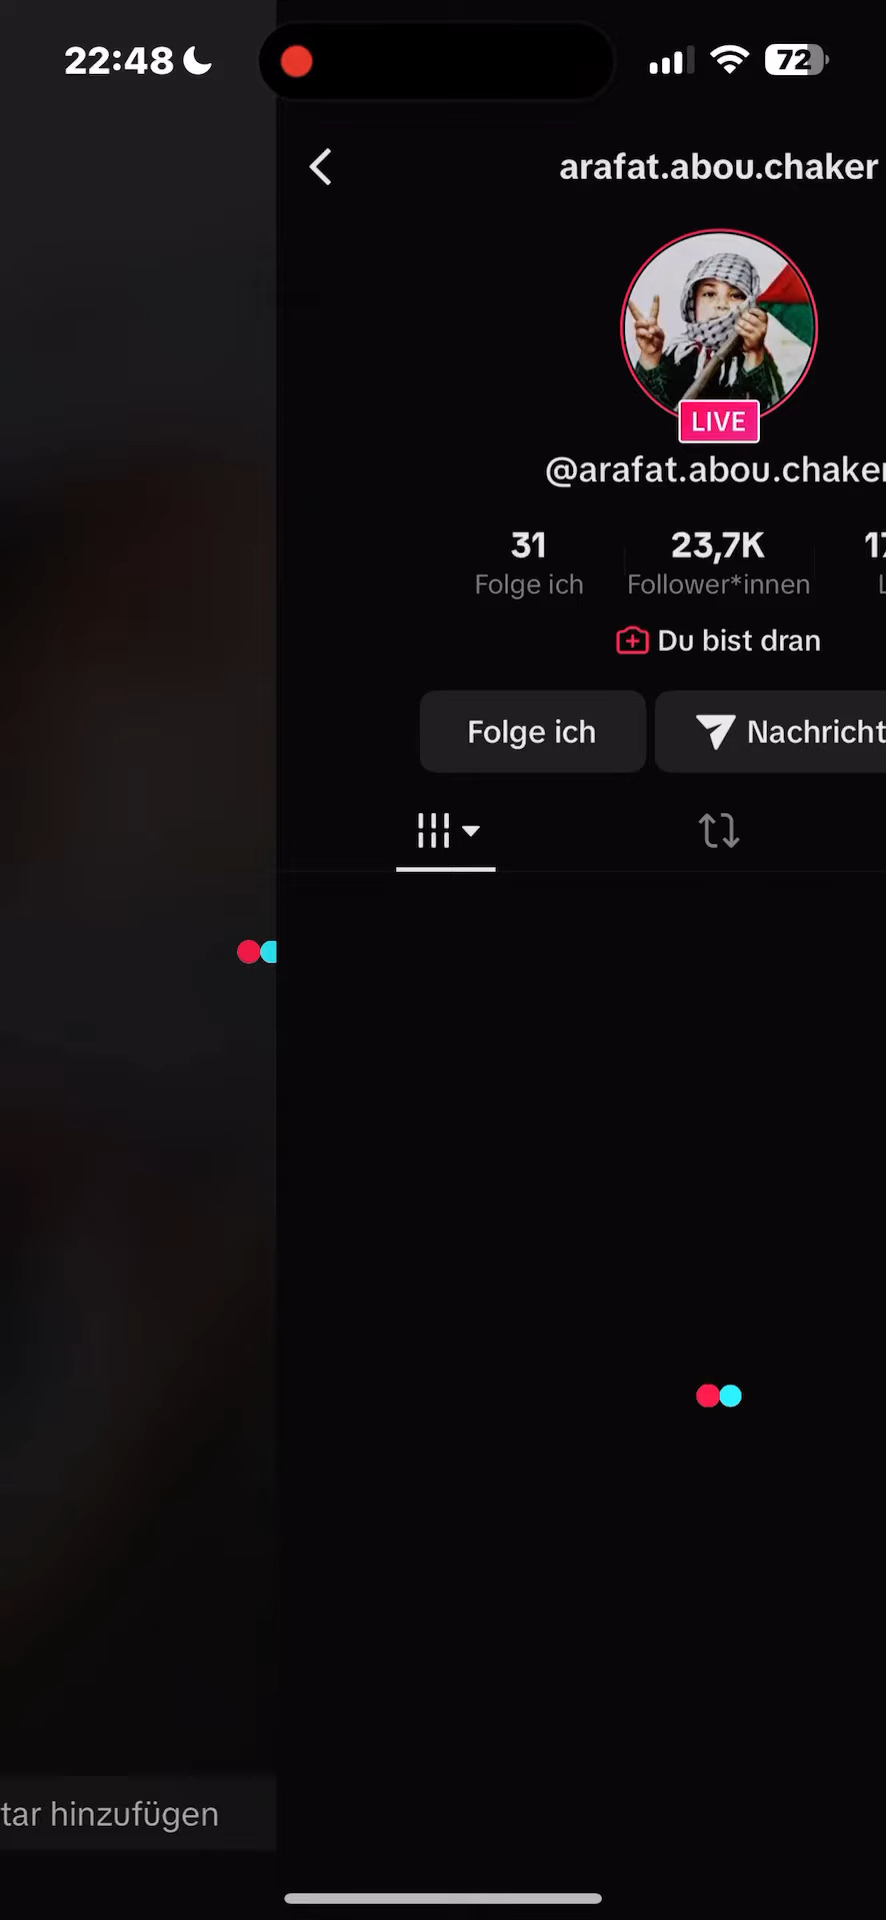 22:48
72
arafat.abou.chaker
LIVE
@arafat.abou.chaker
31
23,7K
17
Folge ich
Follower*innen
L
Du bist dran
Folge ich
Nachricht
tar hinzufügen